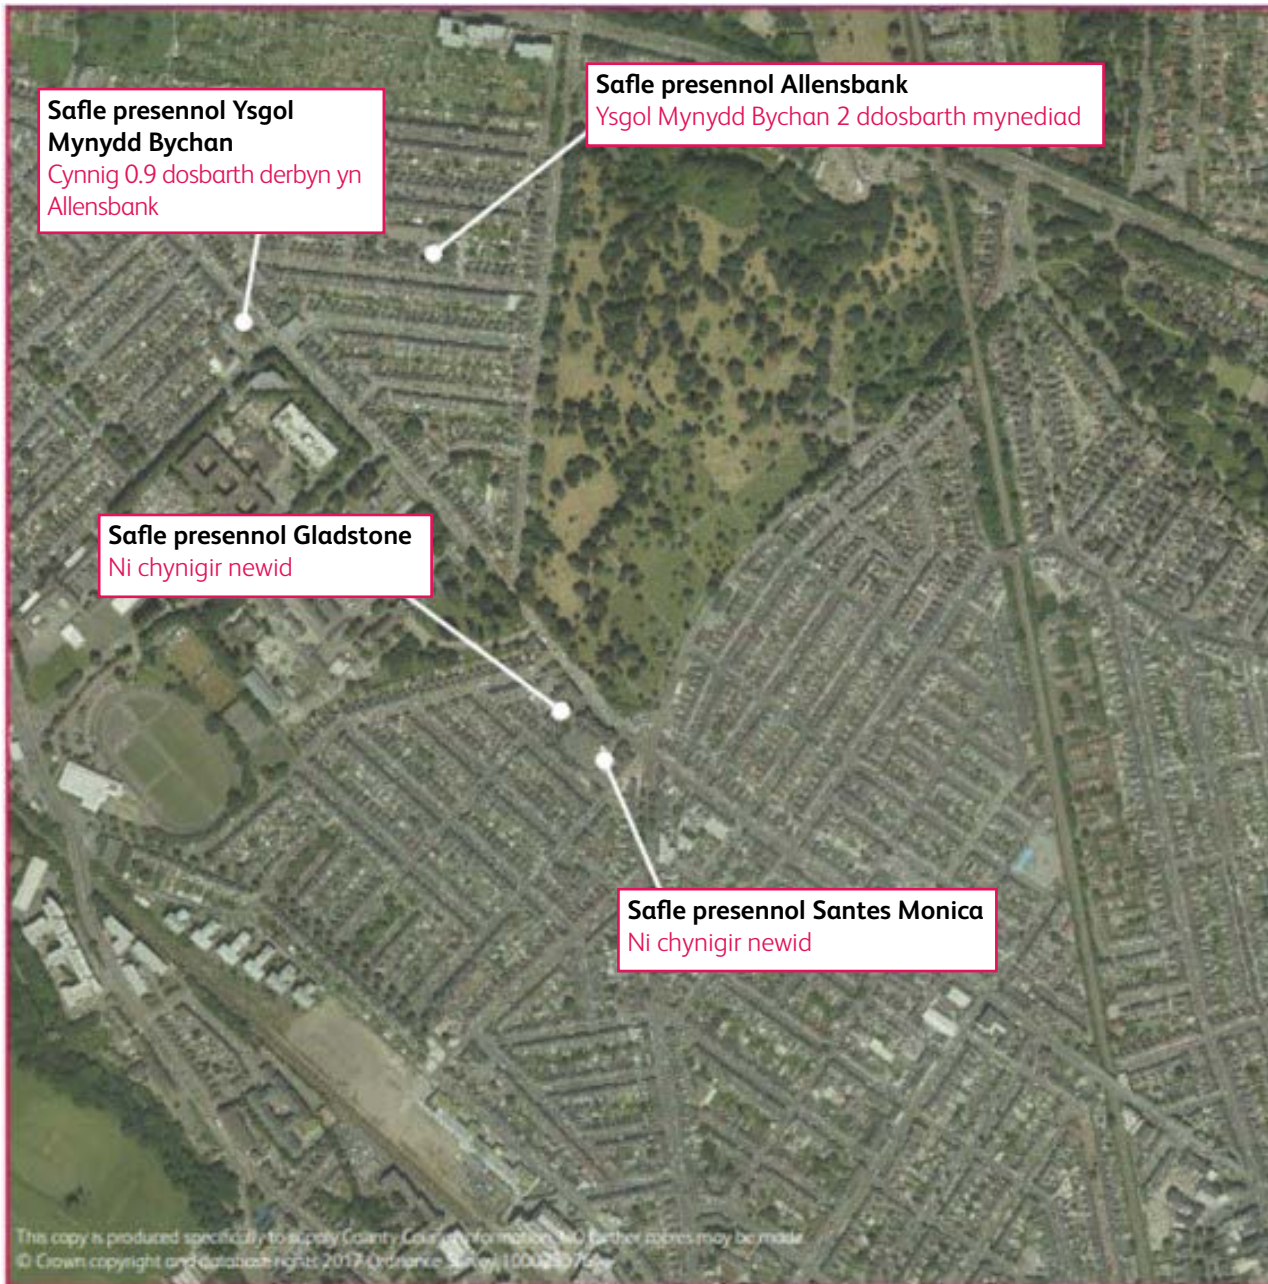 Safle presennol Ysgol
Mynydd Bychan
Cynnig 0.9 dosbarth derbyn yn
Allensbank
Safle presennol Allensbank
Ysgol Mynydd Bychan 2 ddosbarth mynediad
Safle presennol Gladstone
Ni chynigir newid
Safle presennol Santes Monica
Ni chynigir newid
This copy is produced specifically to supply County Council information NO further copies may be made
© Crown copyright and database rights 2017 Ordnance Survey